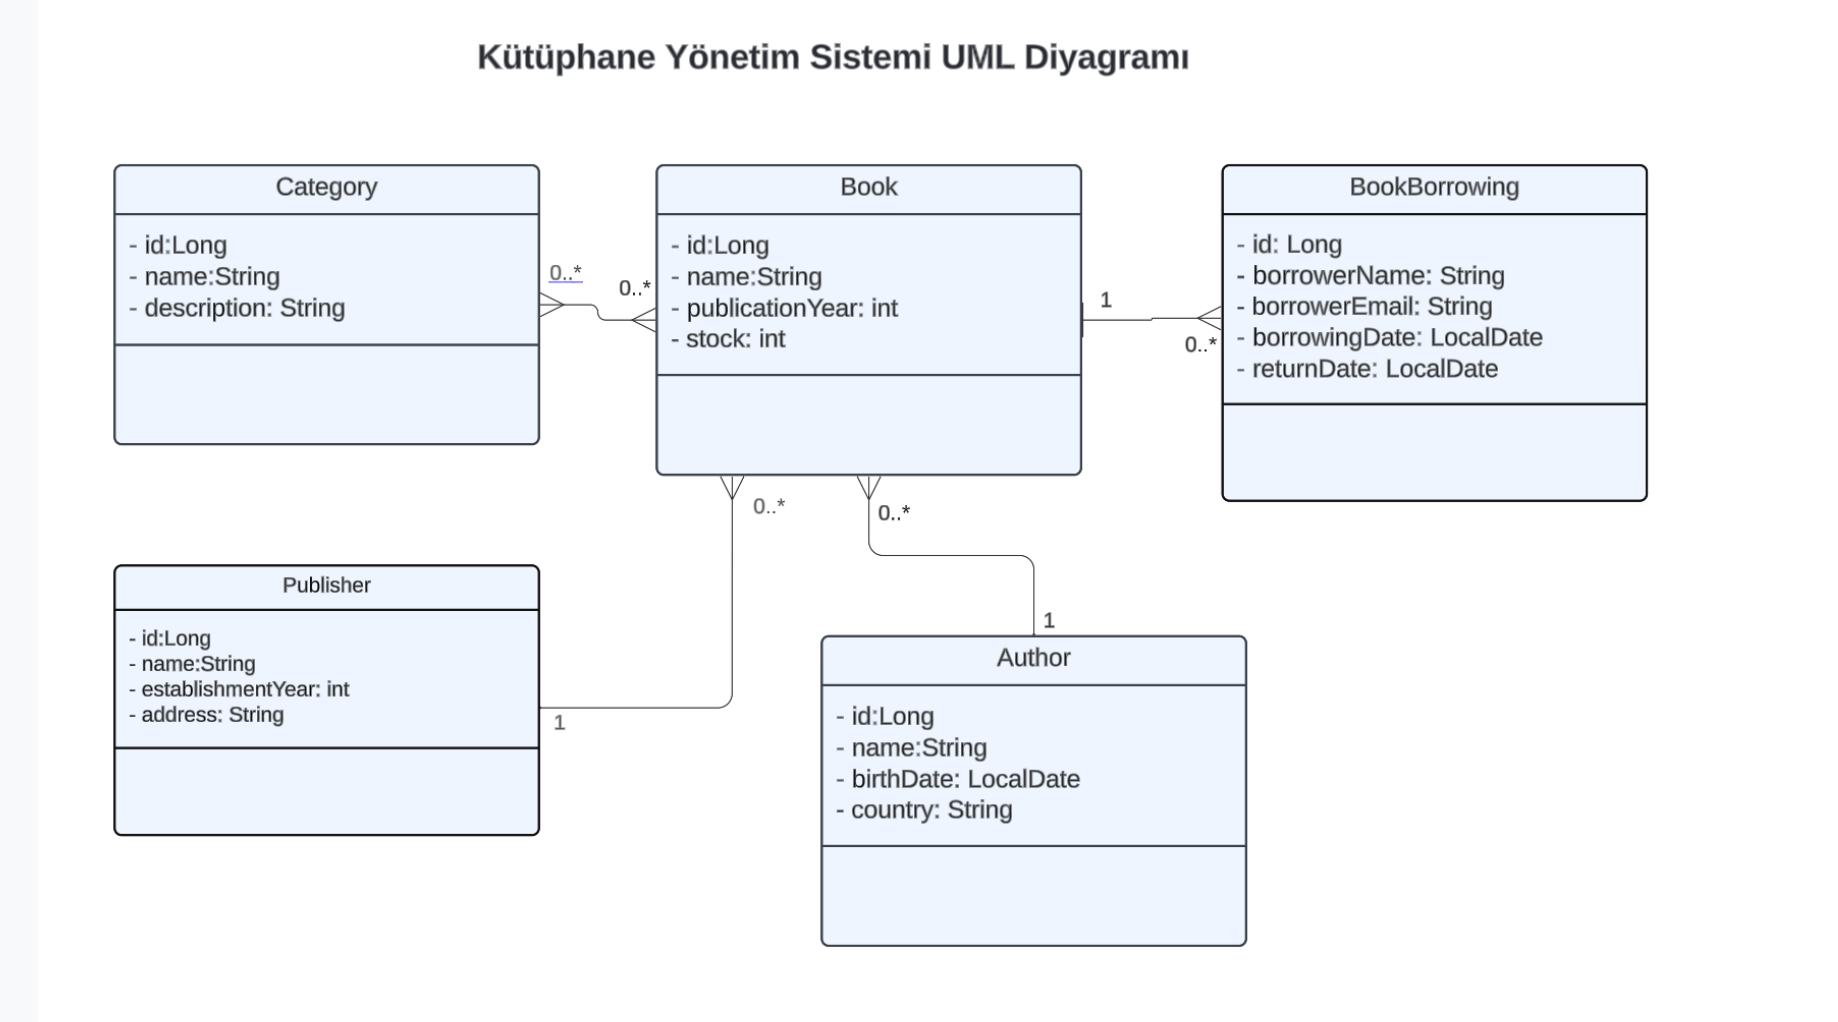 Kütüphane Yönetim Sistemi UML Diyagramı
Category
- id:Long
- name:String
- description: String
0..*
0..*
Book
- id:Long
- name:String
- publicationYear: int
- stock: int
1
0..*
BookBorrowing
- id: Long
- borrowerName: String
- borrowerEmail: String
- borrowingDate: LocalDate
- returnDate: LocalDate
0..*
0..*
Publisher
- id:Long
- name:String
- establishmentYear: int
- address: String
1
1
Author
- id:Long
- name:String
- birthDate: LocalDate
- country: String